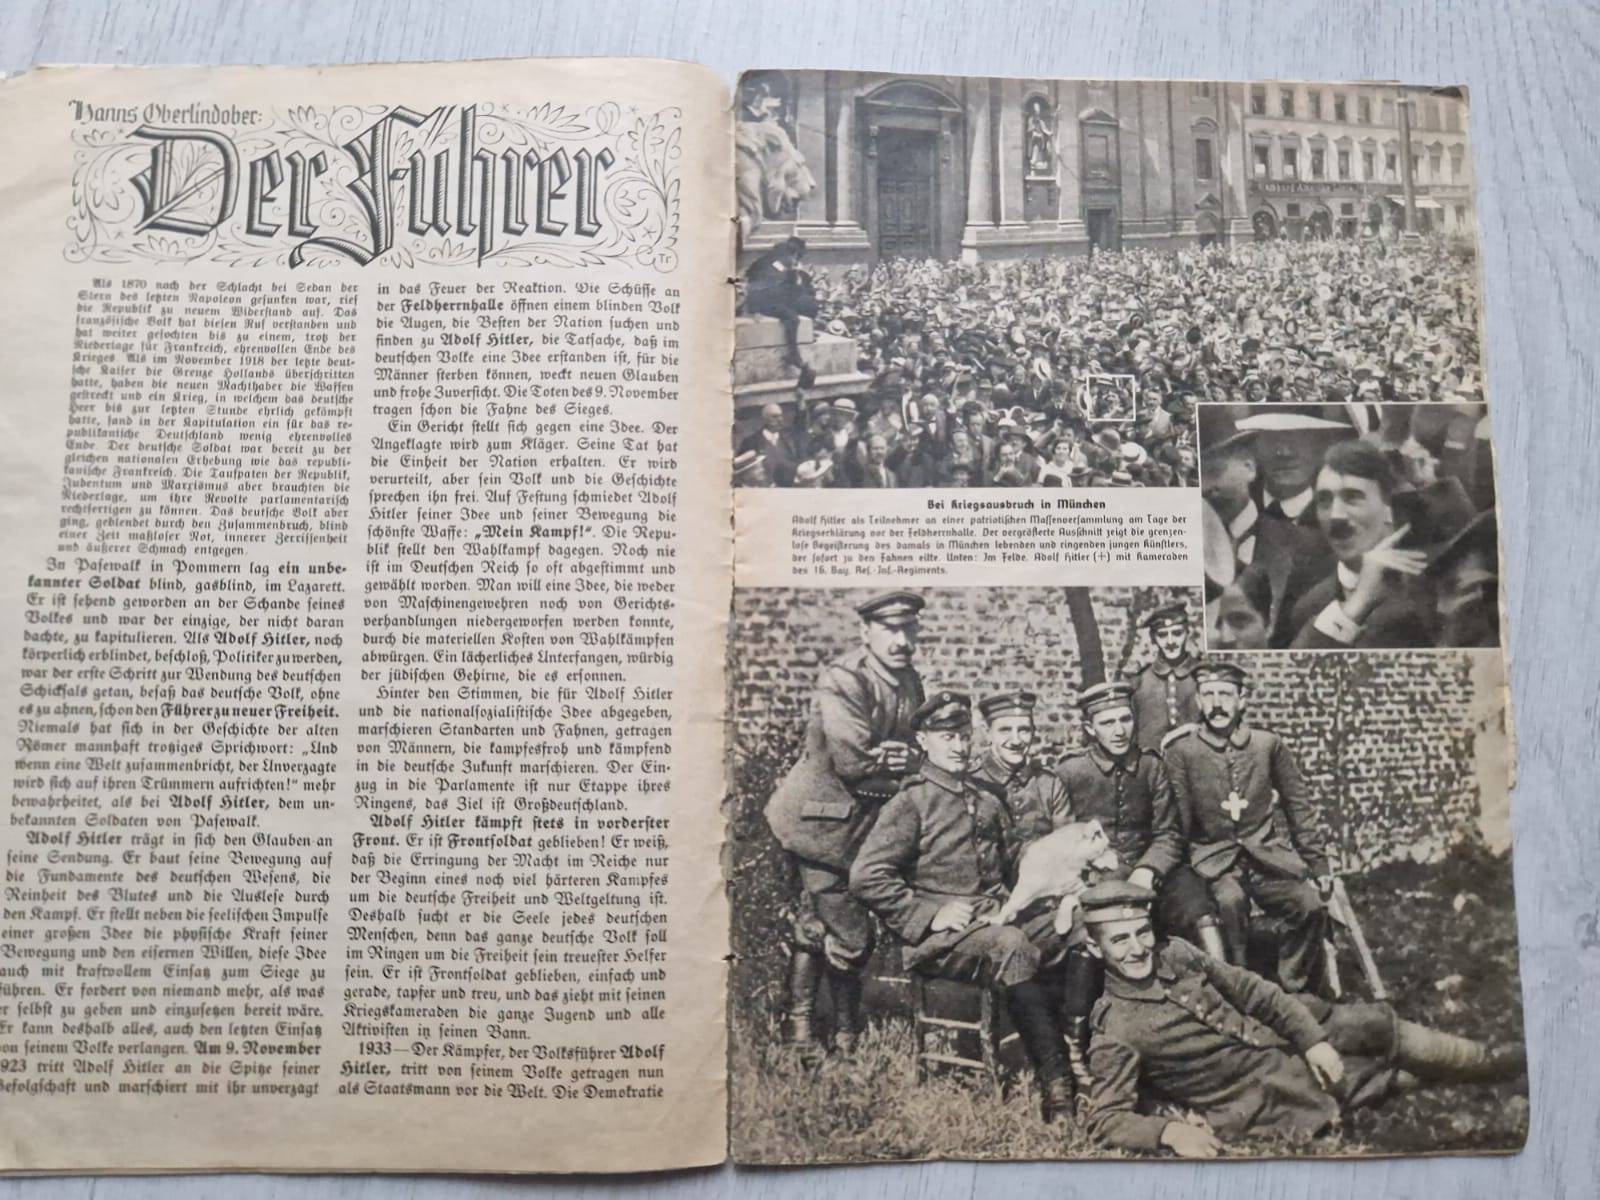 Hanns Oberlindober:
Der Führer
Tr
Als 1870 nach der Schlacht bei Sedan der
Stern des letzten Napoleon gesunken war, rief
die Republik zu neuem Widerstand auf. Das
französische Volk hat diesen Ruf verstanden und
hat weiter gefochten bis zu einem, trotz der
Niederlage für Frankreich, ehrenvollen Ende des
Krieges. Als im November 1918 der letzte deut-
sche Kaiser die Grenze Hollands überschritten
hatte, haben die neuen Machthaber die Waffen
gestreckt und ein Krieg, in welchem das deutsche
Heer bis zur letzten Stunde ehrlich gekämpft
hatte, fand in der Kapitulation ein für das re-
publikanische Deutschland wenig ehrenvolles
Ende. Der deutsche Soldat war bereit zu der
gleichen nationalen Erhebung wie das republi-
kanische Frankreich. Die Taufpaten der Republik,
Judentum und Marxismus aber brauchten die
Niederlage, um ihre Revolte parlamentarisch
rechtfertigen zu können. Das deutsche Volk aber
ging, geblendet durch den Zusammenbruch, blind
einer Zeit maßloser Not, innerer Zerrissenheit
und äußerer Schmach entgegen.
In Pasewalk in Pommern lag ein unbe-
kannter Soldat blind, gasblind, im Lazarett.
Er ist sehend geworden an der Schande seines
Volkes und war der einzige, der nicht daran
dachte, zu kapitulieren. Als Adolf Hitler, noch
körperlich erblindet, beschloß, Politiker zu werden,
war der erste Schritt zur Wendung des deutschen
Schicksals getan, besaß das deutsche Volk, ohne
es zu ahnen, schon den Führer zu neuer Freiheit.
Niemals hat sich in der Geschichte der alten
Römer mannhaft trotziges Sprichwort: „Und
wenn eine Welt zusammenbricht, der Unverzagte
wird sich auf ihren Trümmern aufrichten!“ mehr
bewahrheitet, als bei Adolf Hitler, dem un-
bekannten Soldaten von Pasewalk.
Adolf Hitler trägt in sich den Glauben an
seine Sendung. Er baut seine Bewegung auf
die Fundamente des deutschen Wesens, die
Reinheit des Blutes und die Auslese durch
den Kampf. Er stellt neben die seelischen Impulse
einer großen Idee die physische Kraft seiner
Bewegung und den eisernen Willen, diese Idee
auch mit kraftvollem Einsatz zum Siege zu
führen. Er fordert von niemand mehr, als was
er selbst zu geben und einzusetzen bereit wäre.
Er kann deshalb alles, auch den letzten Einsatz
von seinem Volke verlangen. Am 9. November
1923 tritt Adolf Hitler an die Spitze seiner
Gefolgschaft und marschiert mit ihr unverzagt
in das Feuer der Reaktion. Die Schüsse an
der Feldherrnhalle öffnen einem blinden Volk
die Augen, die Besten der Nation suchen und
finden zu Adolf Hitler, die Tatsache, daß im
deutschen Volke eine Idee erstanden ist, für die
Männer sterben können, weckt neuen Glauben
und frohe Zuversicht. Die Toten des 9. November
tragen schon die Fahne des Sieges.
Ein Gericht stellt sich gegen eine Idee. Der
Angeklagte wird zum Kläger. Seine Tat hat
die Einheit der Nation erhalten. Er wird
verurteilt, aber sein Volk und die Geschichte
sprechen ihn frei. Auf Festung schmiedet Adolf
Hitler seiner Idee und seiner Bewegung die
schönste Waffe: „Mein Kampf!“. Die Repu-
blik stellt den Wahlkampf dagegen. Noch nie
ist im Deutschen Reich so oft abgestimmt und
gewählt worden. Man will eine Idee, die weder
von Maschinengewehren noch von Gerichts-
verhandlungen niedergeworfen werden konnte,
durch die materiellen Kosten von Wahlkämpfen
abwürgen. Ein lächerliches Unterfangen, würdig
der jüdischen Gehirne, die es ersonnen.
Hinter den Stimmen, die für Adolf Hitler
und die nationalsozialistische Idee abgegeben,
marschieren Standarten und Fahnen, getragen
von Männern, die kampfesfroh und kämpfend
in die deutsche Zukunft marschieren. Der Ein-
zug in die Parlamente ist nur Etappe ihres
Ringens, das Ziel ist Großdeutschland.
Adolf Hitler kämpft stets in vorderster
Front. Er ist Frontsoldat geblieben! Er weiß,
daß die Erringung der Macht im Reiche nur
der Beginn eines noch viel härteren Kampfes
um die deutsche Freiheit und Weltgeltung ist.
Deshalb sucht er die Seele jedes deutschen
Menschen, denn das ganze deutsche Volk soll
im Ringen um die Freiheit sein treuester Helfer
sein. Er ist Frontsoldat geblieben, einfach und
gerade, tapfer und treu, und das zieht mit seinen
Kriegskameraden die ganze Jugend und alle
Aktivisten in seinen Bann.
1933 — Der Kämpfer, der Volksführer Adolf
Hitler, tritt von seinem Volke getragen nun
als Staatsmann vor die Welt. Die Demokratie
Bei Kriegsausbruch in München
Adolf Hitler als Teilnehmer an einer patriotischen Massenversammlung am Tage der
Kriegserklärung vor der Feldherrnhalle. Der vergrößerte Ausschnitt zeigt die grenzen-
lose Begeisterung des damals in München lebenden und ringenden jungen Künstlers,
der sofort zu den Fahnen eilte. Unten: Im Felde. Adolf Hitler (+) mit Kameraden
des 16. Bay. Res.-Inf.-Regiments.